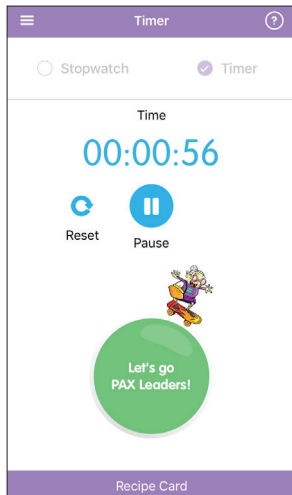 Timer
?
Stopwatch
Timer
Time
00:00:56
Reset
Pause
Let's go
PAX Leaders!
Recipe Card